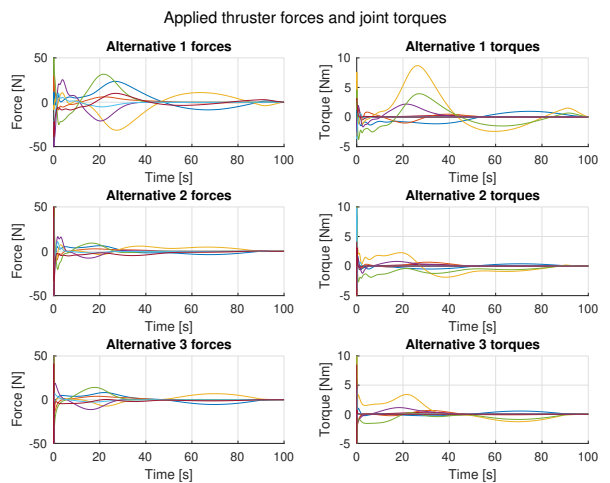 Applied thruster forces and joint torques
Alternative 1 forces
Force [N]
50
0
-50
0 20 40 60 80 100
Time [s]
Alternative 1 torques
Torque [Nm]
10
5
0
-5
0 20 40 60 80 100
Time [s]
Alternative 2 forces
Force [N]
50
0
-50
0 20 40 60 80 100
Time [s]
Alternative 2 torques
Torque [Nm]
10
5
0
-5
0 20 40 60 80 100
Time [s]
Alternative 3 forces
Force [N]
50
0
-50
0 20 40 60 80 100
Time [s]
Alternative 3 torques
Torque [Nm]
10
5
0
-5
0 20 40 60 80 100
Time [s]